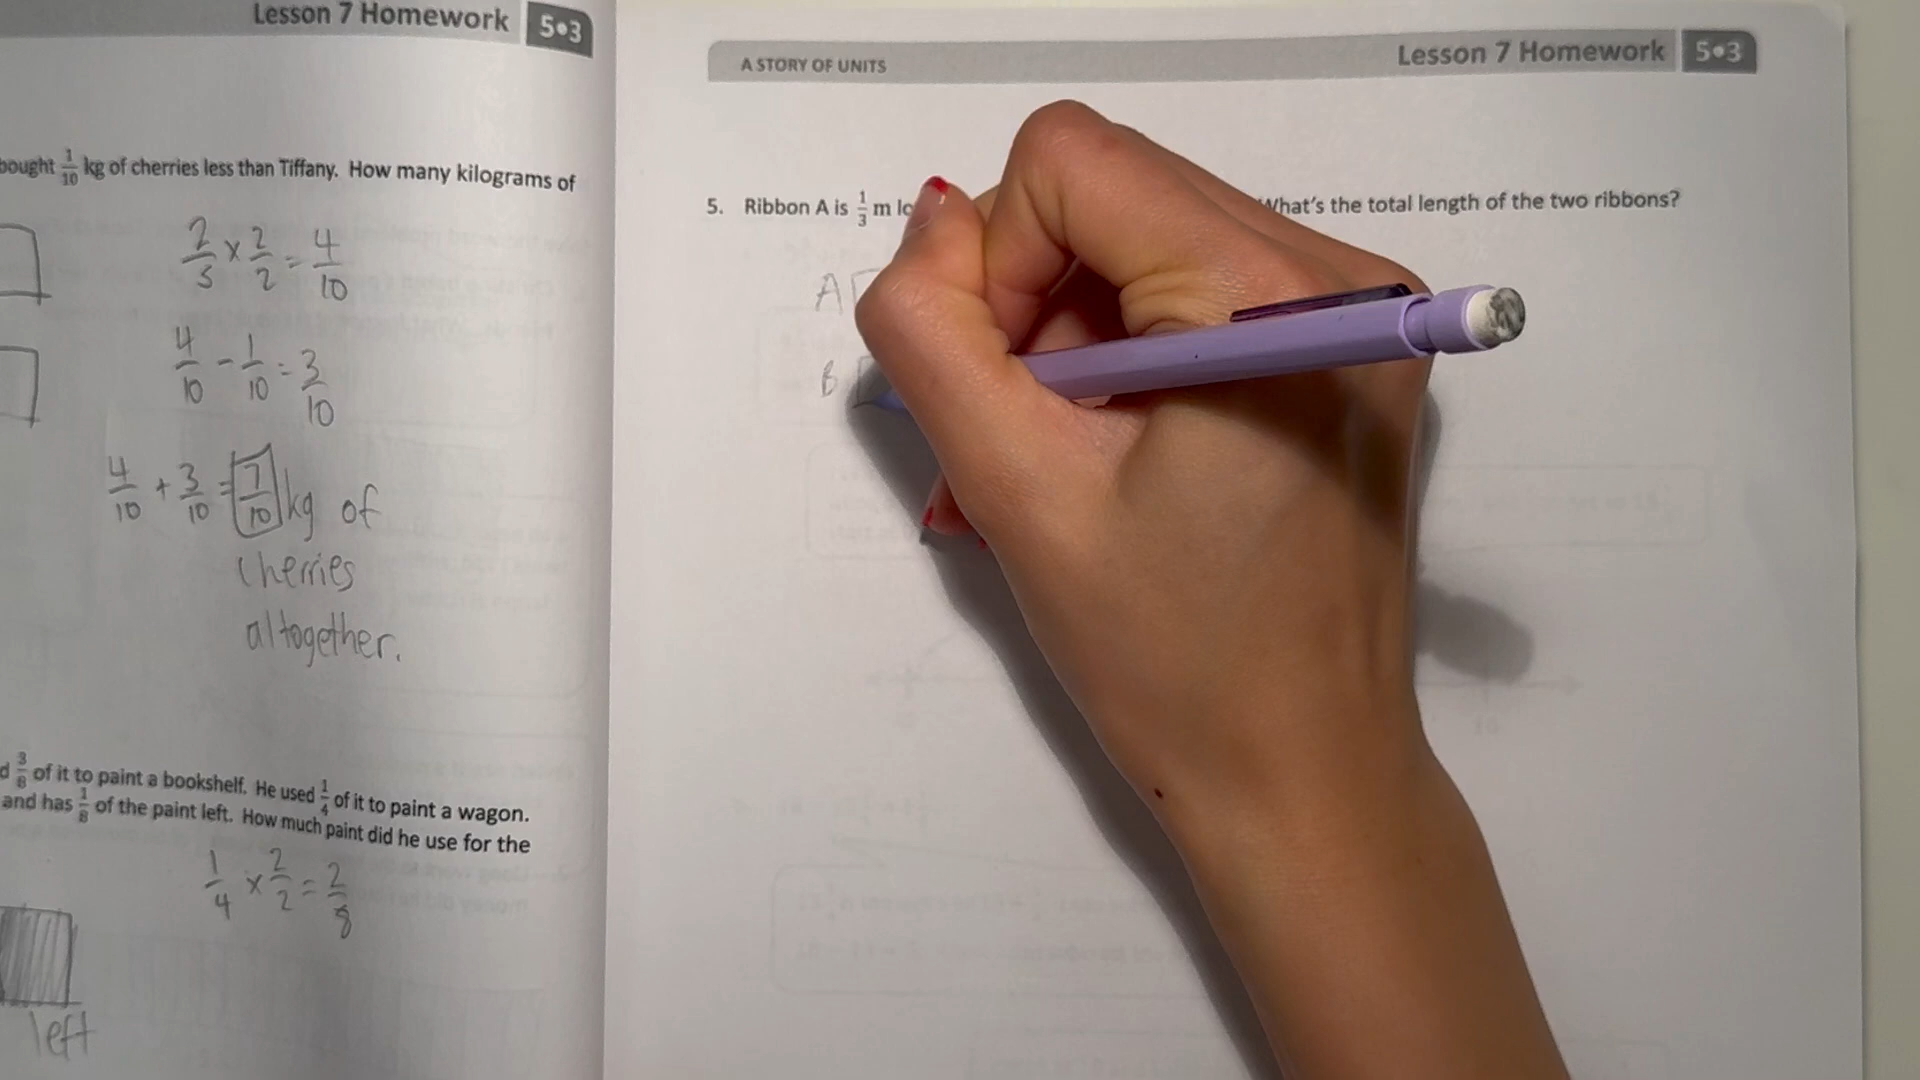 Lesson 7 Homework 5•3
bought 1/10 kg of cherries less than Tiffany. How many kilograms of
2/5 x 2/2 = 4/10
4/10 - 1/10 = 3/10
4/10 + 3/10 = 7/10 kg of
cherries
altogether.
3/8 of it to paint a bookshelf. He used 1/4 of it to paint a wagon.
and has 1/8 of the paint left. How much paint did he use for the
1/4 x 2/2 = 2/8
left
A STORY OF UNITS
Lesson 7 Homework 5•3
5. Ribbon A is 1/3 m What's the total length of the two ribbons?
A
B